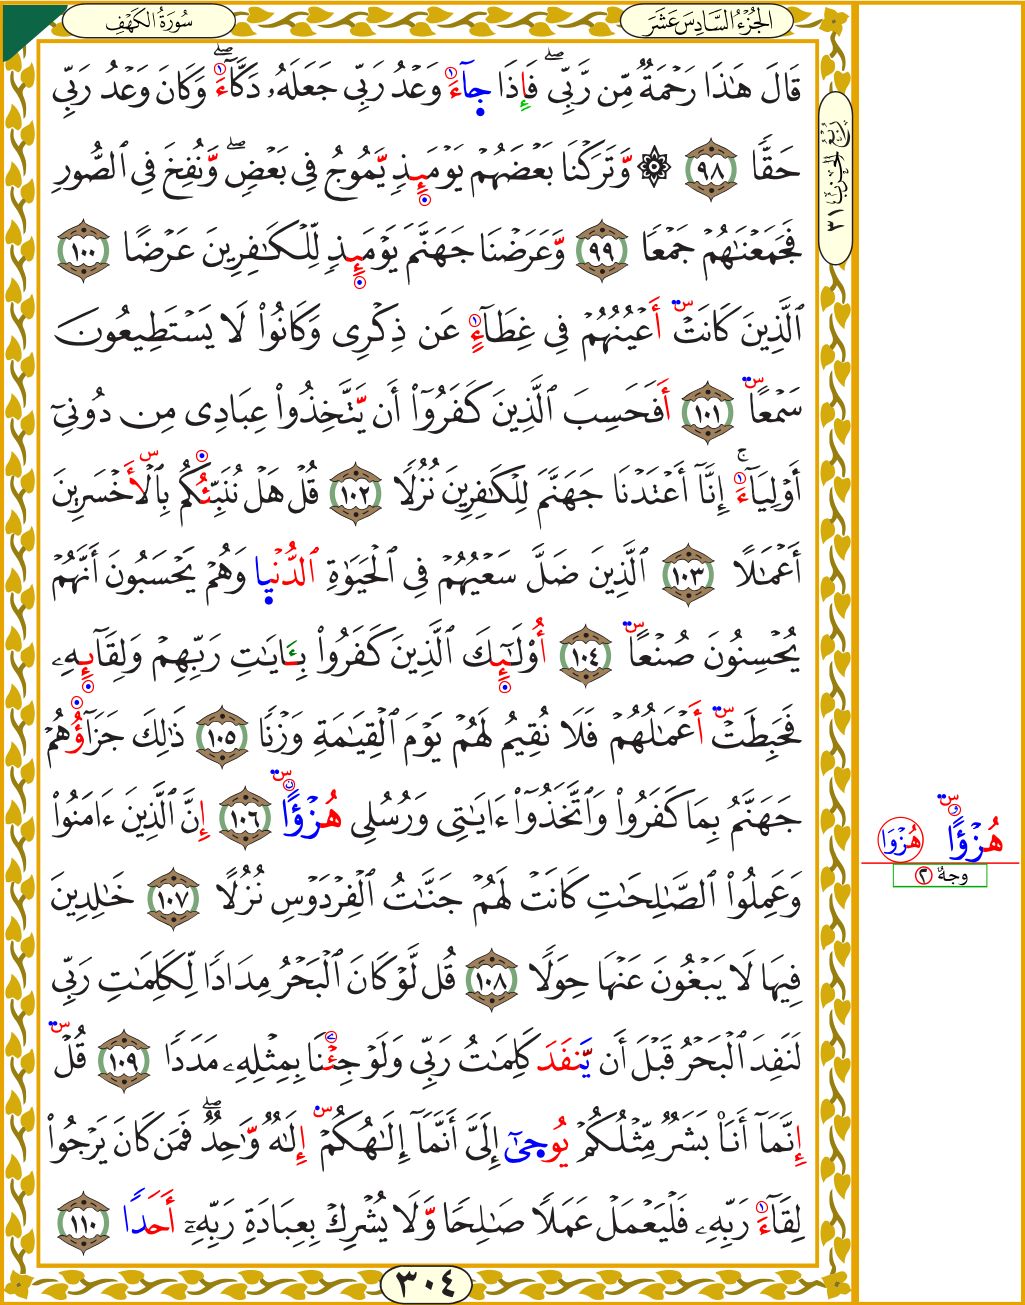 سُورَةُ الكَهْفِ
الجُزْءُ السَّادِسَ عَشَرَ
قَالَ هَٰذَا رَحۡمَةٌ مِّن رَّبِّىۖ فَإِذَا جَآءَ وَعۡدُ رَبِّى جَعَلَهُۥ دَكَّآءَۖ وَكَانَ وَعۡدُ رَبِّى
حَقًّا ٩٨ ۞ وَّتَرَكۡنَا بَعۡضَهُمۡ يَوۡمَئِذٍ يَّمُوجُ فِى بَعۡضٍۖ وَّنُفِخَ فِى ٱلصُّورِ
فَجَمَعۡنَٰهُمۡ جَمۡعًا ٩٩ وَّعَرَضۡنَا جَهَنَّمَ يَوۡمَئِذٍ لِّلۡكَٰفِرِينَ عَرۡضًا ١٠٠
ٱلَّذِينَ كَانَتۡ أَعۡيُنُهُمۡ فِى غِطَآءٍ عَن ذِكۡرِى وَكَانُوا۟ لَا يَسۡتَطِيعُونَ
سَمۡعًا ١٠١ أَفَحَسِبَ ٱلَّذِينَ كَفَرُوٓا۟ أَن يَّتَّخِذُوا۟ عِبَادِى مِن دُونِىٓ
أَوۡلِيَآءَۚ إِنَّآ أَعۡتَدۡنَا جَهَنَّمَ لِلۡكَٰفِرِينَ نُزُلًا ١٠٢ قُلۡ هَلۡ نُنَبِّئُكُم بِٱلۡأَخۡسَرِينَ
أَعۡمَٰلًا ١٠٣ ٱلَّذِينَ ضَلَّ سَعۡيُهُمۡ فِى ٱلۡحَيَوٰةِ ٱلدُّنۡيَا وَهُمۡ يَحۡسَبُونَ أَنَّهُمۡ
يُحۡسِنُونَ صُنۡعًا ١٠٤ أُو۟لَٰٓئِكَ ٱلَّذِينَ كَفَرُوا۟ بِـَٔايَٰتِ رَبِّهِمۡ وَلِقَآئِهِۦ
فَحَبِطَتۡ أَعۡمَٰلُهُمۡ فَلَا نُقِيمُ لَهُمۡ يَوۡمَ ٱلۡقِيَٰمَةِ وَزۡنًا ١٠٥ ذَٰلِكَ جَزَآؤُهُمۡ
جَهَنَّمُ بِمَا كَفَرُوا۟ وَٱتَّخَذُوٓا۟ ءَايَٰتِى وَرُسُلِى هُزۡؤًا ١٠٦ إِنَّ ٱلَّذِينَ ءَامَنُوا۟
وَعَمِلُوا۟ ٱلصَّٰلِحَٰتِ كَانَتۡ لَهُمۡ جَنَّٰتُ ٱلۡفِرۡدَوۡسِ نُزُلًا ١٠٧ خَٰلِدِينَ
فِيهَا لَا يَبۡغُونَ عَنۡهَا حِوَلًا ١٠٨ قُل لَّوۡ كَانَ ٱلۡبَحۡرُ مِدَادًا لِّكَلِمَٰتِ رَبِّى
لَنَفِدَ ٱلۡبَحۡرُ قَبۡلَ أَن يَّنفَدَ كَلِمَٰتُ رَبِّى وَلَوۡ جِئۡنَا بِمِثۡلِهِۦ مَدَدًا ١٠٩ قُلۡ
إِنَّمَآ أَنَا۠ بَشَرٌ مِّثۡلُكُمۡ يُوحَىٰٓ إِلَىَّ أَنَّمَآ إِلَٰهُكُمۡ إِلَٰهٌ وَّٰحِدٌۖ فَمَن كَانَ يَرۡجُوا۟
لِقَآءَ رَبِّهِۦ فَلۡيَعۡمَلۡ عَمَلًا صَٰلِحًا وَّلَا يُشۡرِكۡ بِعِبَادَةِ رَبِّهِۦٓ أَحَدًا ١١٠
٣٠٤
رُبْعُ الحِزْبِ ٣١
هُزۡؤًا هُزۡوَا
وجهٌ ٢